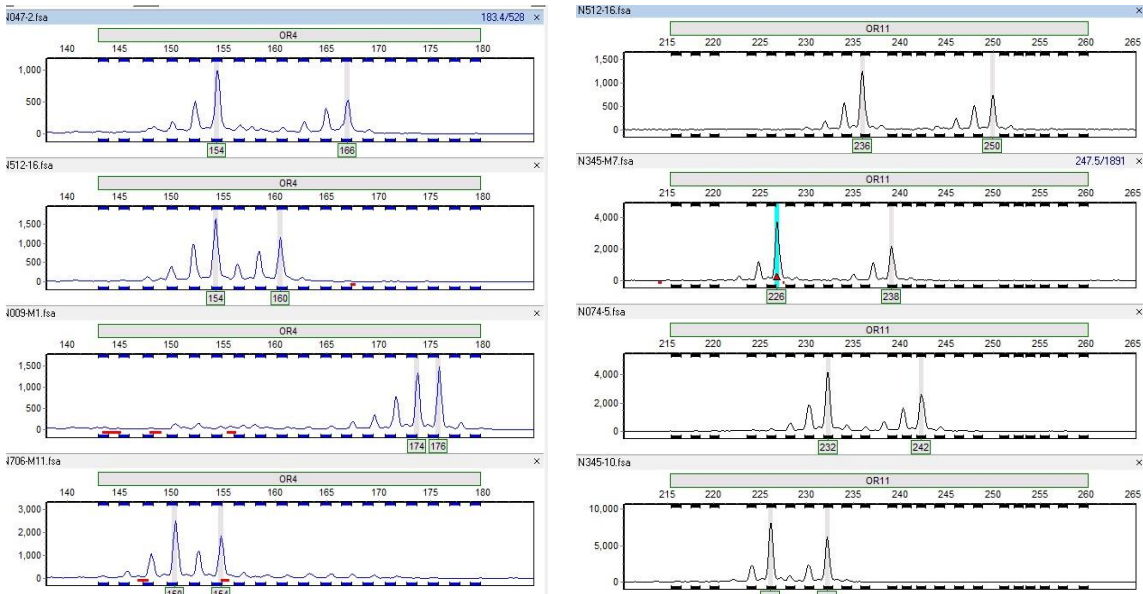 N047-2.fsa 183.4/528 ×
OR4
140 145 150 155 160 165 170 175 180
1,000
500
0
154 166
N512-16.fsa ×
OR4
140 145 150 155 160 165 170 175 180
1,500
1,000
500
0
154 160
N009-M1.fsa ×
OR4
140 145 150 155 160 165 170 175 180
1,500
1,000
500
0
174 176
N706-M11.fsa ×
OR4
140 145 150 155 160 165 170 175 180
3,000
2,000
1,000
0
150 154
N512-16.fsa ×
OR11
215 220 225 230 235 240 245 250 255 260 265
1,500
1,000
500
0
236 250
N345-M7.fsa 247.5/1891 ×
OR11
215 220 225 230 235 240 245 250 255 260 265
4,000
2,000
0
226 238
N074-5.fsa ×
OR11
215 220 225 230 235 240 245 250 255 260 265
4,000
2,000
0
232 242
N345-10.fsa ×
OR11
215 220 225 230 235 240 245 250 255 260 265
10,000
5,000
0